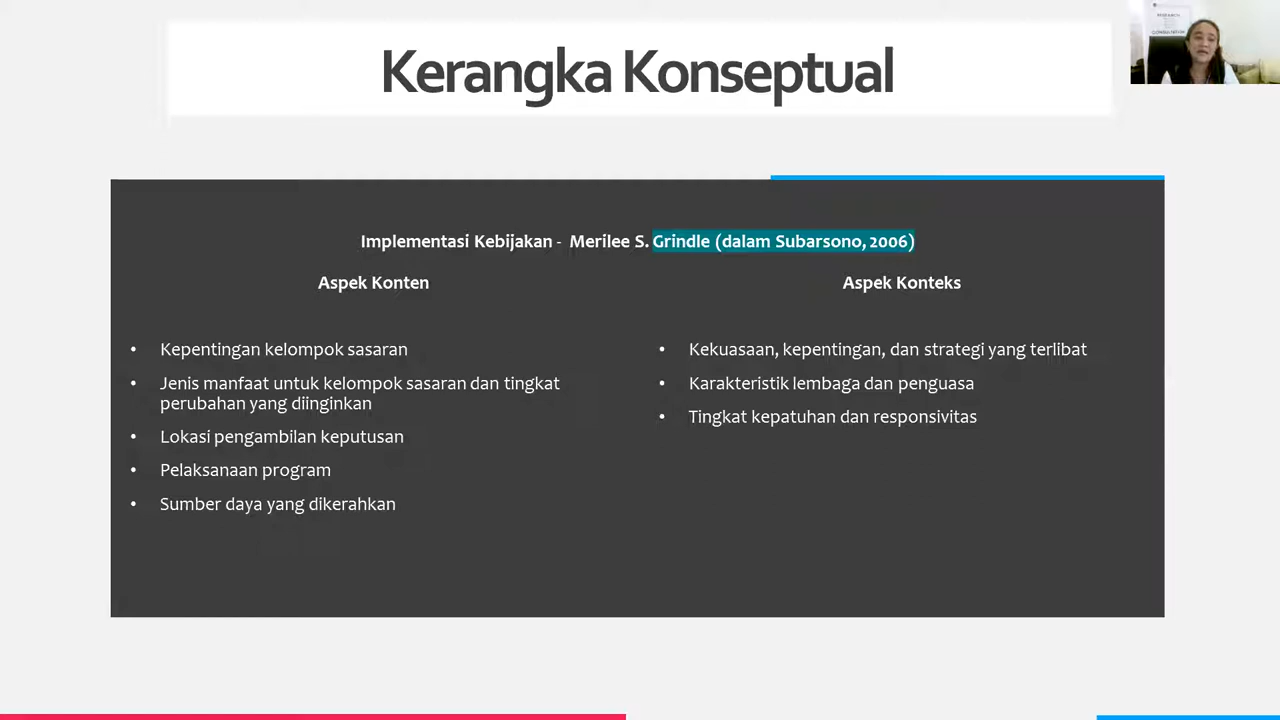 Kerangka Konseptual
Implementasi Kebijakan - Merilee S. Grindle (dalam Subarsono, 2006)
Aspek Konten
• Kepentingan kelompok sasaran
• Jenis manfaat untuk kelompok sasaran dan tingkat
perubahan yang diinginkan
• Lokasi pengambilan keputusan
• Pelaksanaan program
• Sumber daya yang dikerahkan
Aspek Konteks
• Kekuasaan, kepentingan, dan strategi yang terlibat
• Karakteristik lembaga dan penguasa
• Tingkat kepatuhan dan responsivitas